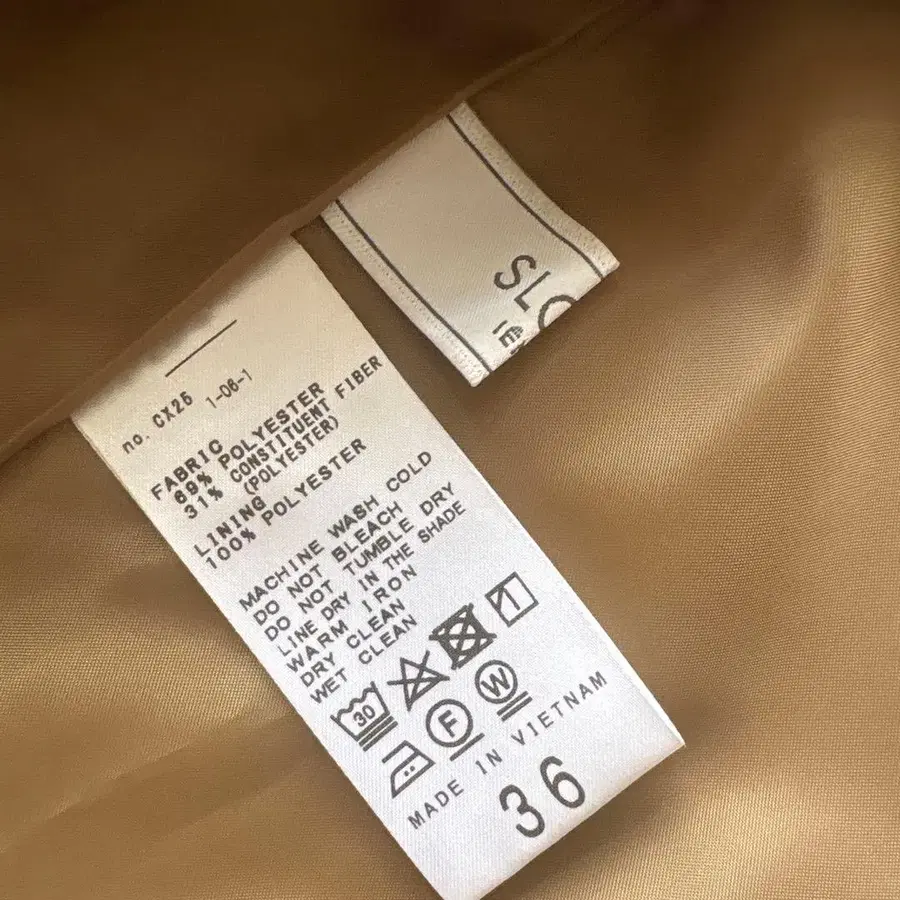 SL
no. CX25
1-06-1
FABRIC
69% POLYESTER
31% CONSTITUENT FIBER
(POLYESTER)
LINING
100% POLYESTER
MACHINE WASH COLD
DO NOT BLEACH
DO NOT TUMBLE DRY
LINE DRY IN THE SHADE
WARM IRON
DRY CLEAN
WET CLEAN
30
F W
MADE IN VIETNAM
36